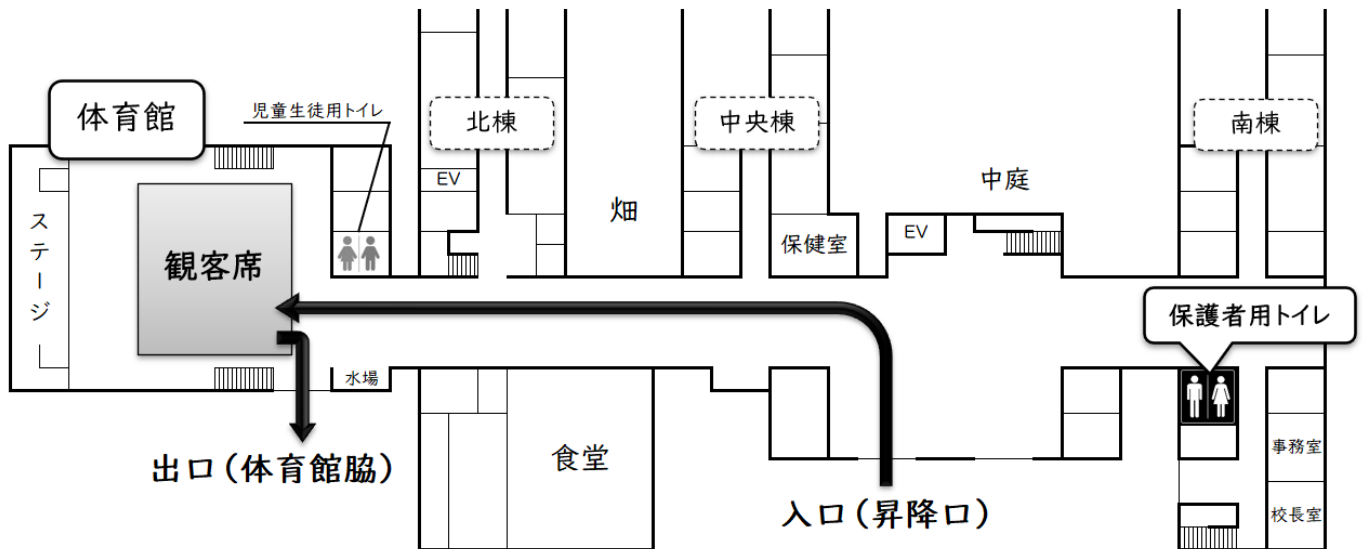 体育館
児童生徒用トイレ
北棟
中央棟
南棟
EV
畑
中庭
ステージ
観客席
保健室
EV
保護者用トイレ
水場
出口(体育館脇)
食堂
入口(昇降口)
事務室
校長室